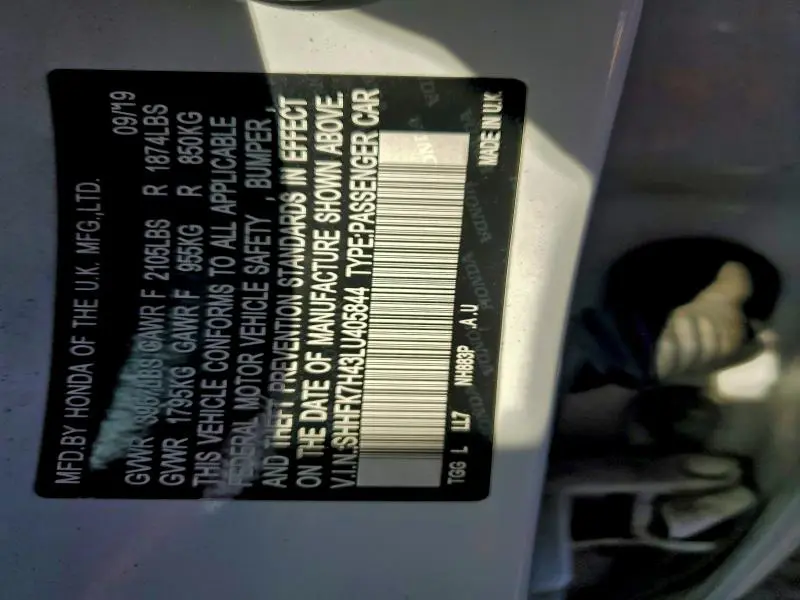 MFD.BY HONDA OF THE U.K. MFG.,LTD. 09/19
GVWR LBS GAWR F 2105LBS R 1874LBS
GVWR 1795KG GAWR F 955KG R 850KG
THIS VEHICLE CONFORMS TO ALL APPLICABLE
FEDERAL MOTOR VEHICLE SAFETY , BUMPER ,
AND THEFT PREVENTION STANDARDS IN EFFECT
ON THE DATE OF MANUFACTURE SHOWN ABOVE.
V.I.N.:SHHFK7H43LU405844 TYPE:PASSENGER CAR
TGG L LL7 NH883P .A .U MADE IN U.K.